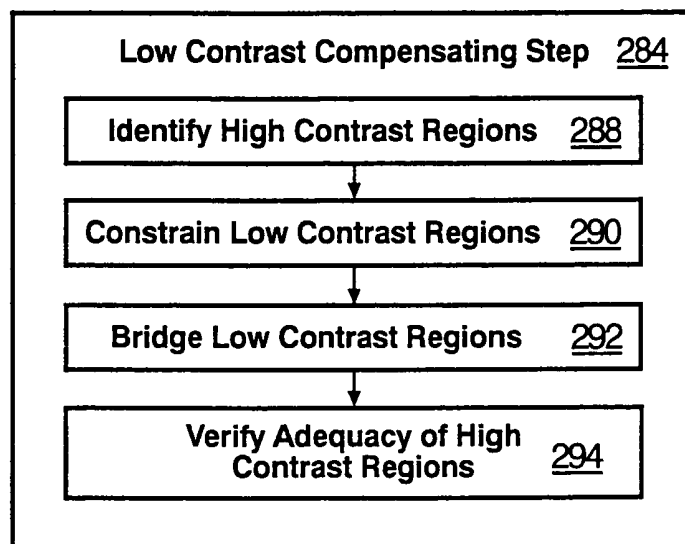 Low Contrast Compensating Step 284
Identify High Contrast Regions 288
Constrain Low Contrast Regions 290
Bridge Low Contrast Regions 292
Verify Adequacy of High
Contrast Regions 294